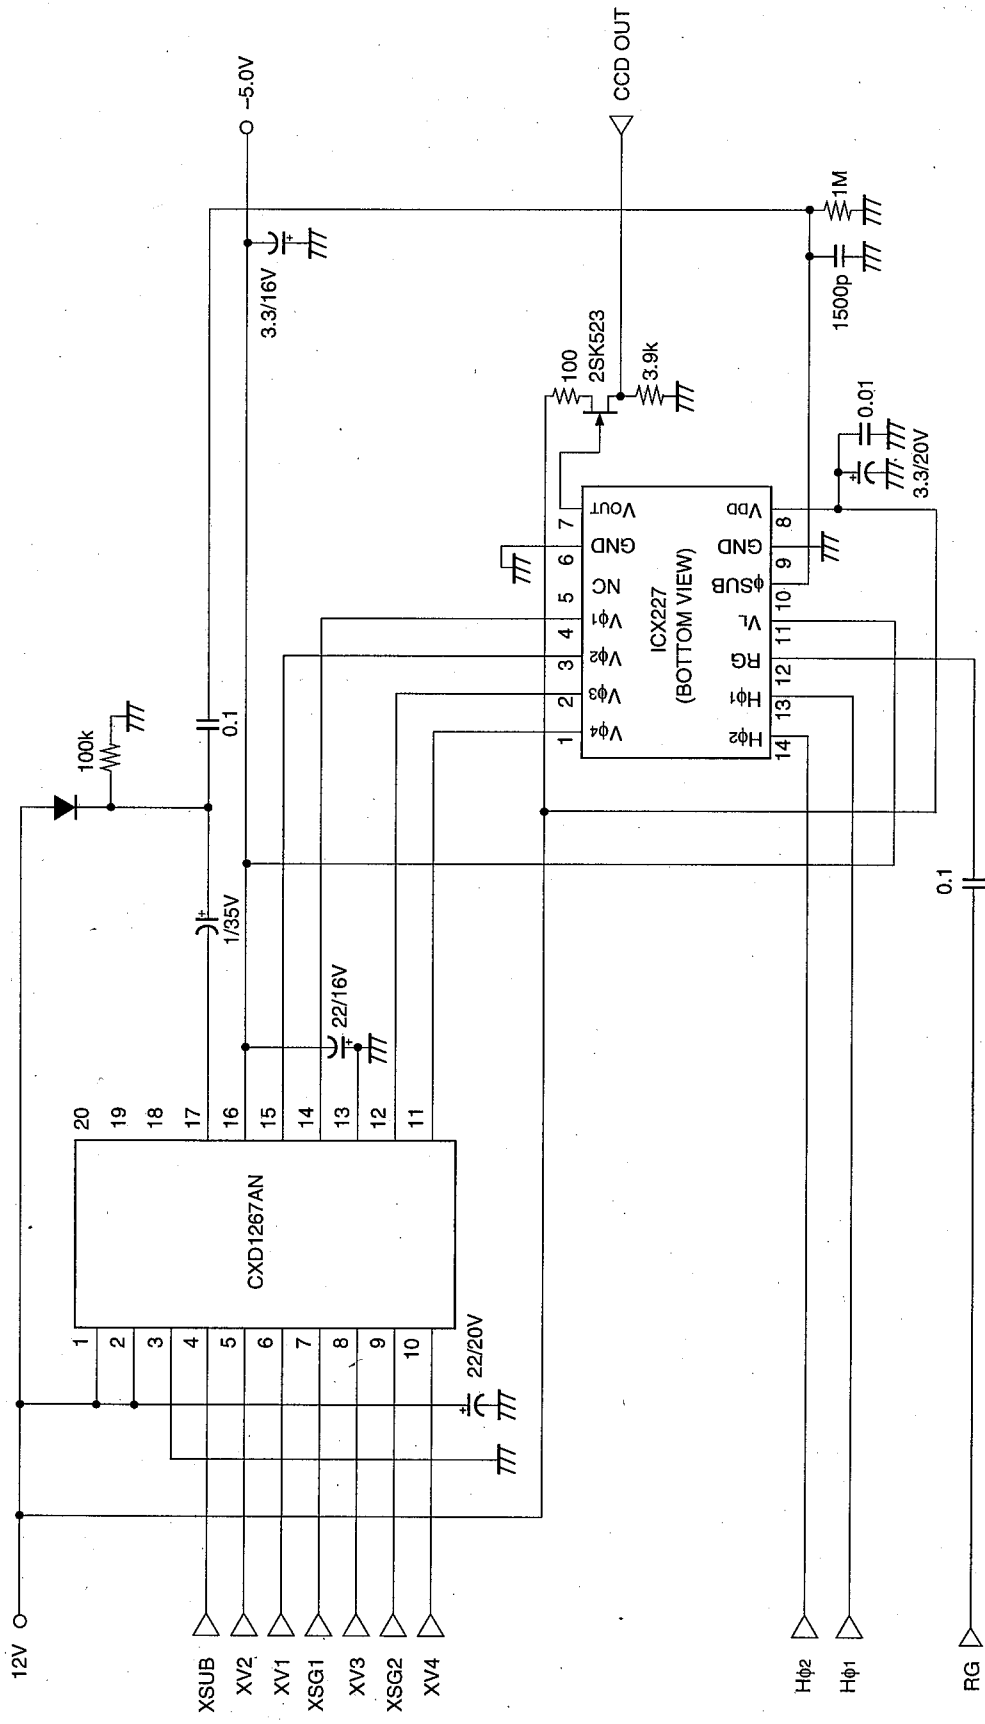 12V
XSUB
XV2
XV1
XSG1
XV3
XSG2
XV4
Hϕ2
Hϕ1
RG
1
2
3
4
5
6
7
8
9
10
22/20V
CXD1267AN
20
19
18
17
16
15
14
13
12
11
1/35V
22/16V
100k
0.1
0.1
–5.0V
3.3/16V
CCD OUT
1M
1500p
100
2SK523
3.9k
0.01
3.3/20V
ICX227
(BOTTOM VIEW)
1
2
3
4
5
6
7
Vϕ4
Vϕ3
Vϕ2
Vϕ1
NC
GND
VOUT
Hϕ2
Hϕ1
RG
VL
ϕSUB
GND
VDD
14
13
12
11
10
9
8